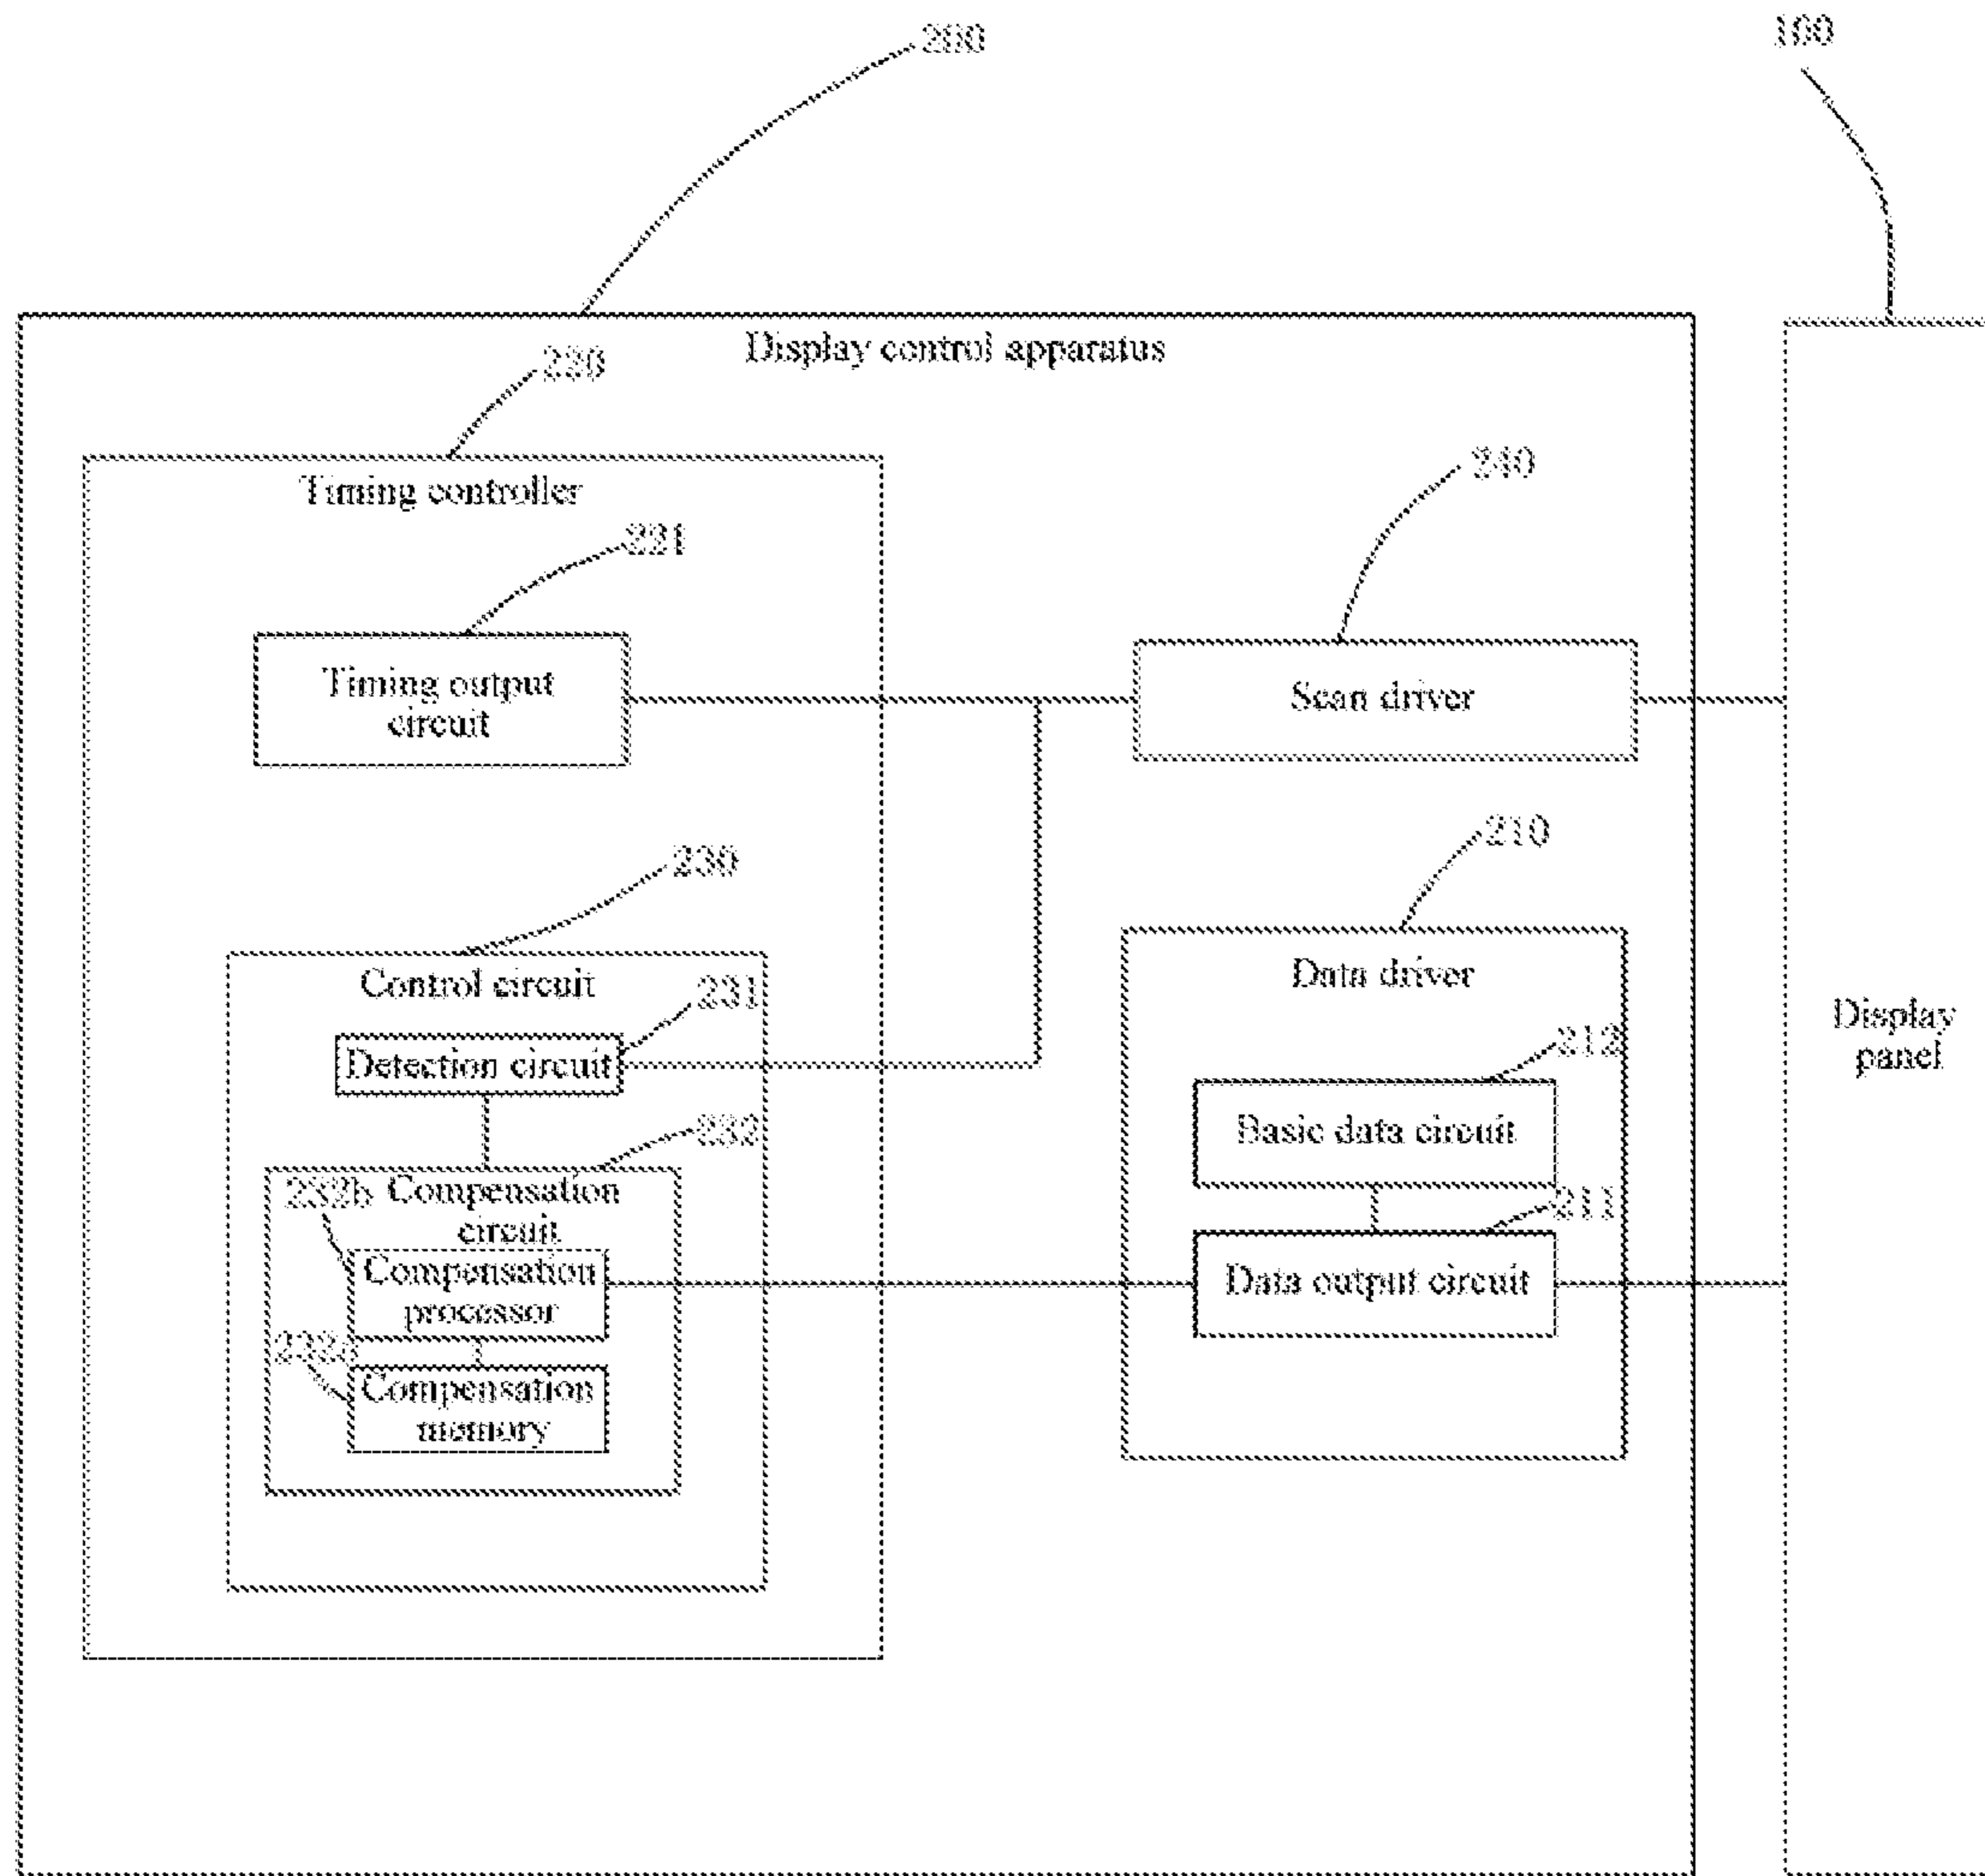 200
100
Display control apparatus
220
Timing controller
240
221
Timing output
circuit
Scan driver
210
230
Control circuit
Data driver
231
Detection circuit
Display
panel
212
Basic data circuit
232
232b
Compensation
circuit
211
Compensation
processor
Data output circuit
232a
Compensation
memory